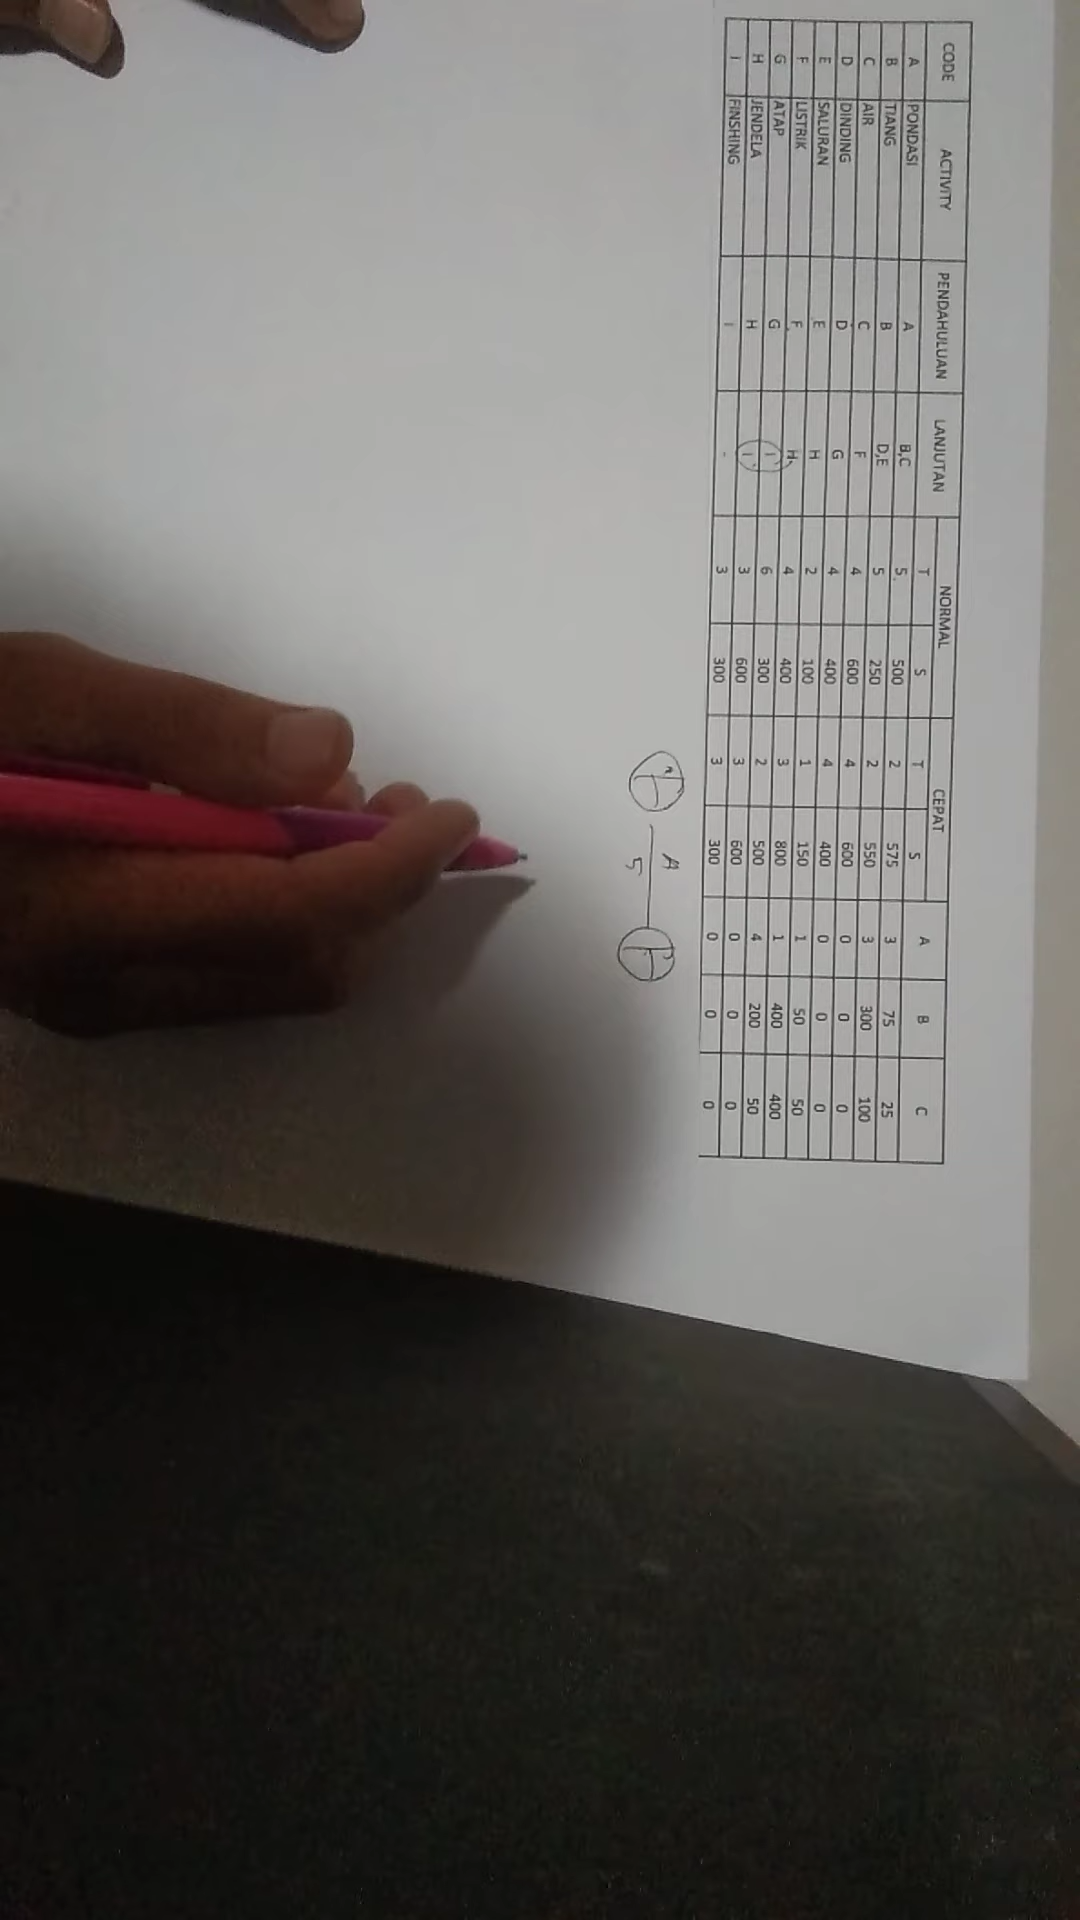 CODE ACTIVITY PENDAHULUAN LANJUTAN NORMAL CEPAT A B C
T S T S
A PONDASI A B,C 5 500 2 575 3 75 25
B TIANG B D,E 5 250 2 550 3 300 100
C AIR C F 4 600 4 600 0 0 0
D DINDING D G 4 400 4 400 0 0 0
E SALURAN E H 2 100 1 150 1 50 50
F LISTRIK F H 4 400 3 800 1 400 400
G ATAP G I 6 300 2 500 4 200 50
H JENDELA H I 3 600 3 600 0 0 0
I FINSHING I - 3 300 3 300 0 0 0
A
5